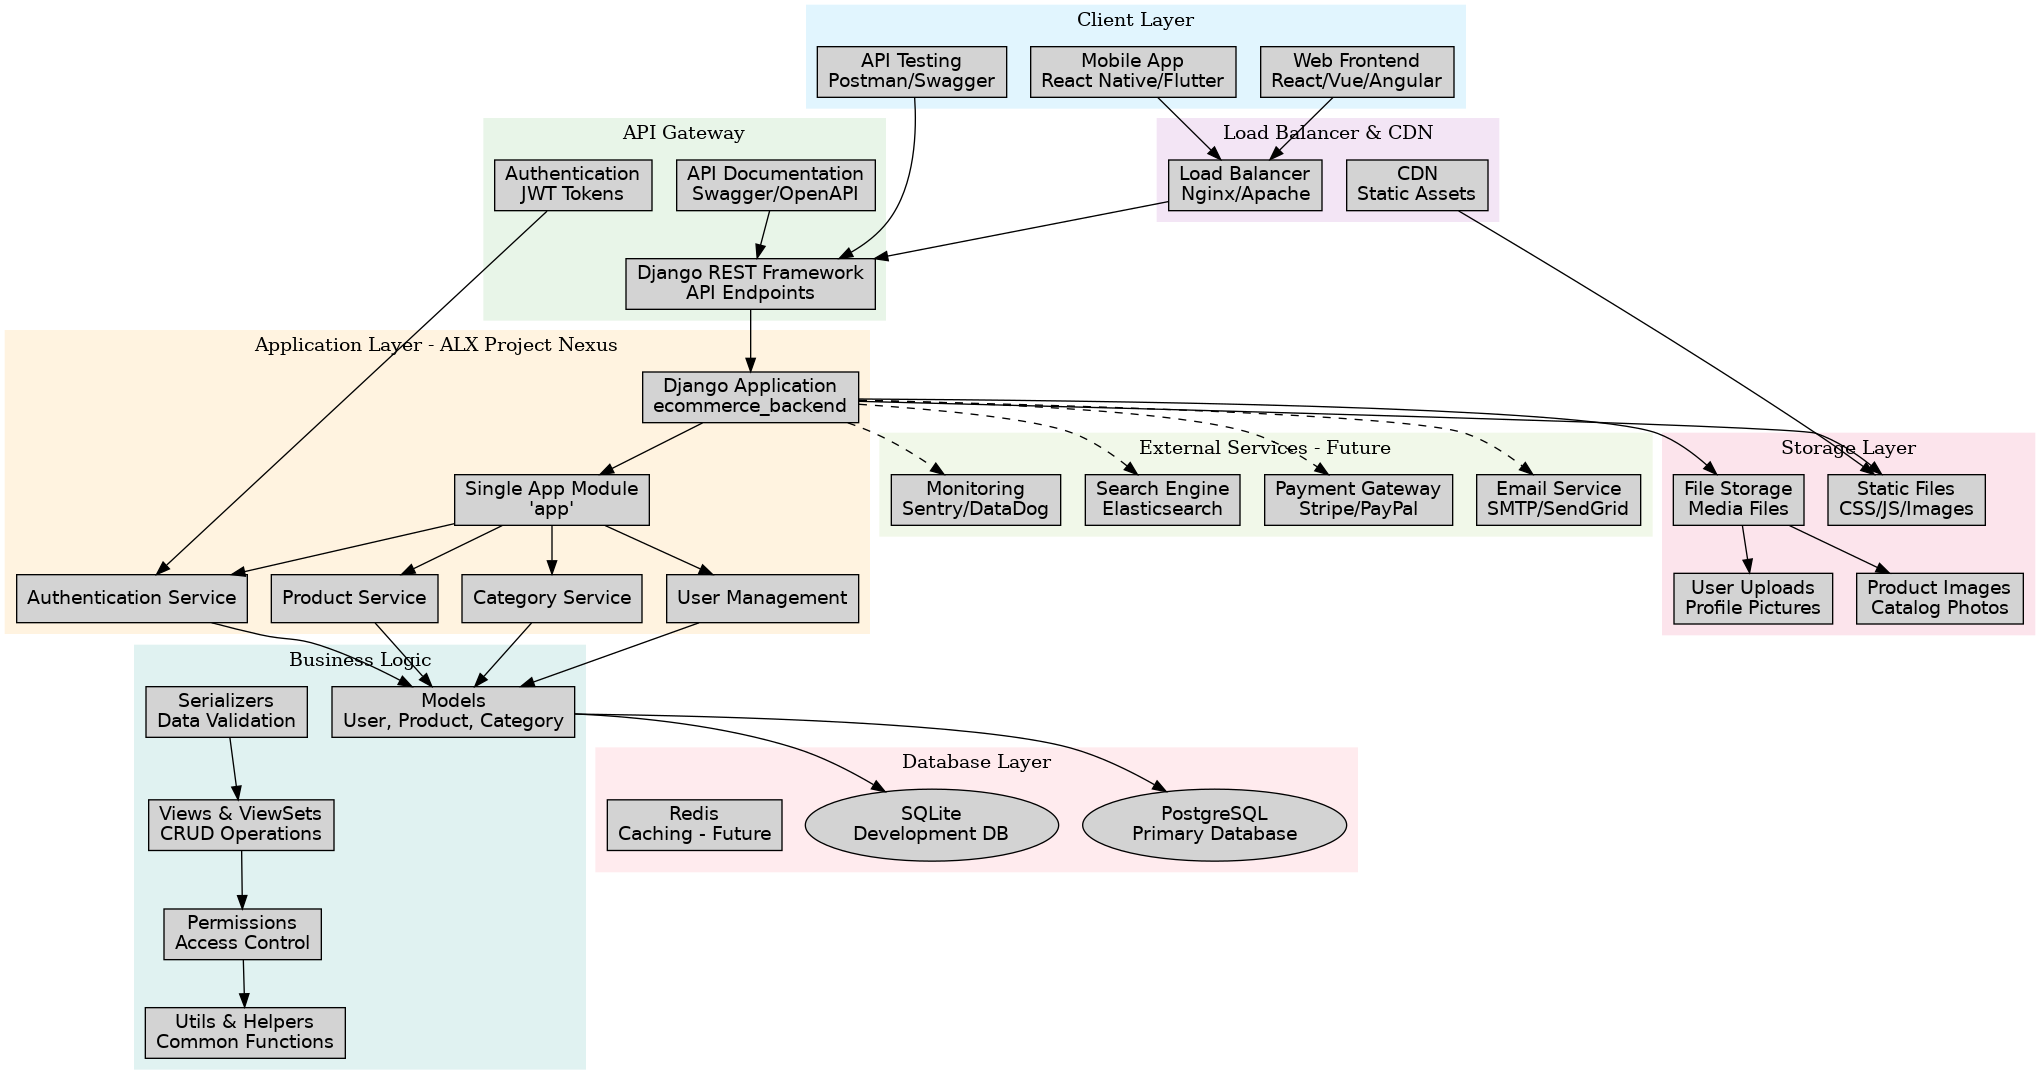 Client Layer
API Testing
Postman/Swagger
Mobile App
React Native/Flutter
Web Frontend
React/Vue/Angular
API Gateway
Authentication
JWT Tokens
API Documentation
Swagger/OpenAPI
Load Balancer & CDN
Load Balancer
Nginx/Apache
CDN
Static Assets
Django REST Framework
API Endpoints
Application Layer - ALX Project Nexus
Django Application
ecommerce_backend
Single App Module
'app'
Authentication Service
Product Service
Category Service
User Management
External Services - Future
Monitoring
Sentry/DataDog
Search Engine
Elasticsearch
Payment Gateway
Stripe/PayPal
Email Service
SMTP/SendGrid
Storage Layer
File Storage
Media Files
Static Files
CSS/JS/Images
User Uploads
Profile Pictures
Product Images
Catalog Photos
Business Logic
Serializers
Data Validation
Models
User, Product, Category
Views & ViewSets
CRUD Operations
Permissions
Access Control
Utils & Helpers
Common Functions
Database Layer
Redis
Caching - Future
SQLite
Development DB
PostgreSQL
Primary Database